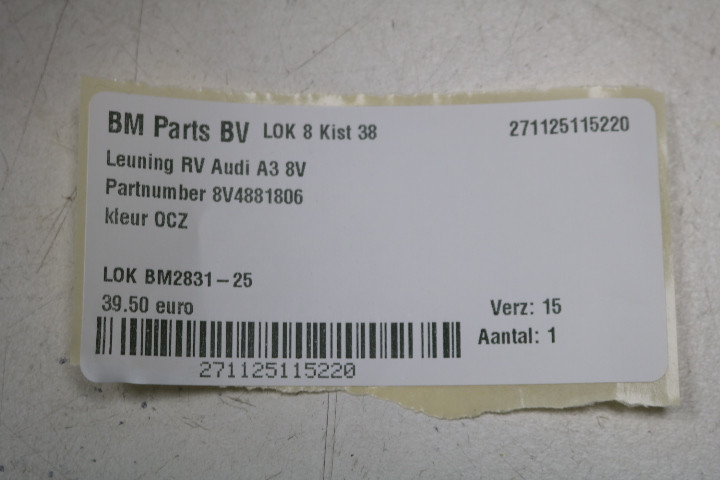 BM Parts BV LOK 8 Kist 38 271125115220
Leuning RV Audi A3 8V
Partnumber 8V4881806
kleur OCZ
LOK BM2831-25
39.50 euro Verz: 15
Aantal: 1
271125115220